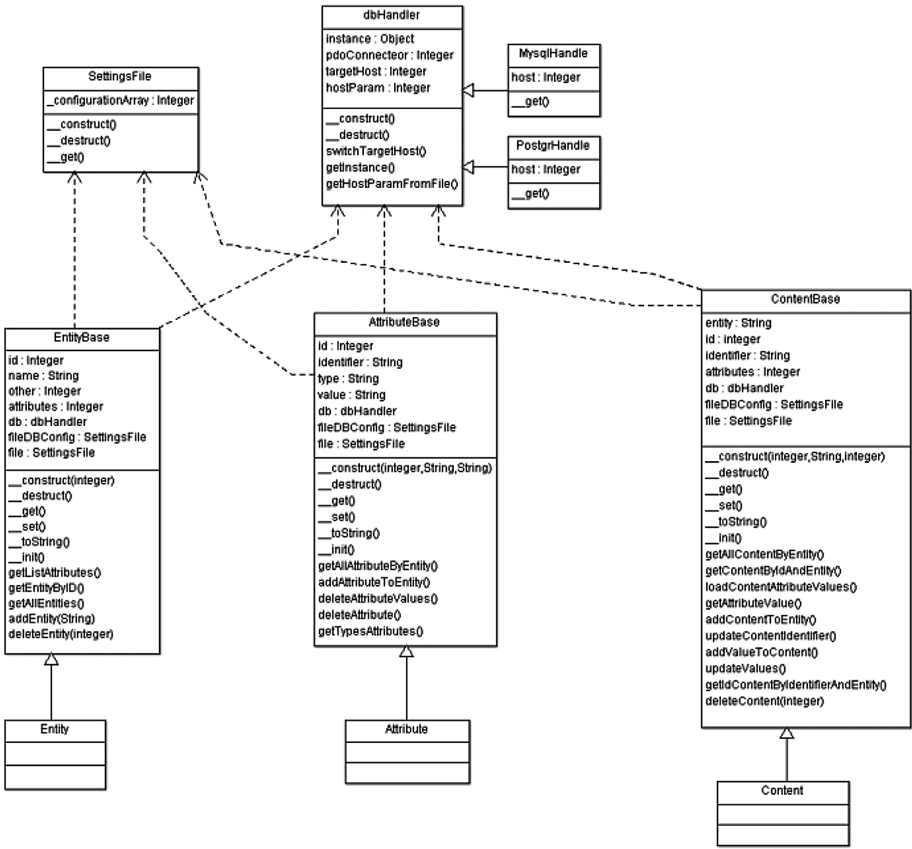 dbHandler
instance : Object
pdoConnecteor : Integer
targetHost : Integer
hostParam : Integer
__construct()
__destruct()
switchTargetHost()
getInstance()
getHostParamFromFile()
MysqlHandle
host : Integer
__get()
PostgrHandle
host : Integer
__get()
SettingsFile
_configurationArray : Integer
__construct()
__destruct()
__get()
EntityBase
id : Integer
name : String
other : Integer
attributes : Integer
db : dbHandler
fileDBConfig : SettingsFile
file : SettingsFile
__construct(integer)
__destruct()
__get()
__set()
__toString()
__init()
getListAttributes()
getEntityByID()
getAllEntities()
addEntity(String)
deleteEntity(integer)
AttributeBase
id : Integer
identifier : String
type : String
value : String
db : dbHandler
fileDBConfig : SettingsFile
file : SettingsFile
__construct(integer,String,String)
__destruct()
__get()
__set()
__toString()
__init()
getAllAttributeByEntity()
addAttributeToEntity()
deleteAttributeValues()
deleteAttribute()
getTypesAttributes()
ContentBase
entity : String
id : integer
identifier : String
attributes : Integer
db : dbHandler
fileDBConfig : SettingsFile
file : SettingsFile
__construct(integer,String,integer)
__destruct()
__get()
__set()
__toString()
__init()
getAllContentByEntity()
getContentByIdAndEntity()
loadContentAttributeValues()
getAttributeValue()
addContentToEntity()
updateContentIdentifier()
addValueToContent()
updateValues()
getIdContentByIdentifierAndEntity()
deleteContent(integer)
Entity
Attribute
Content